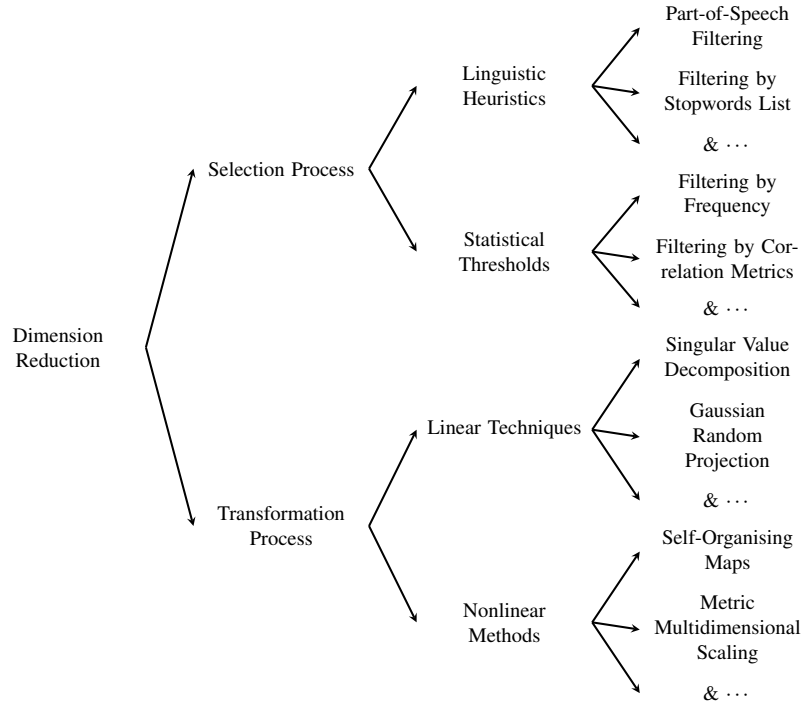 Dimension
Reduction
Selection Process
Linguistic
Heuristics
Part-of-Speech
Filtering
Filtering by
Stopwords List
& ···
Statistical
Thresholds
Filtering by
Frequency
Filtering by Cor-
relation Metrics
& ···
Transformation
Process
Linear Techniques
Singular Value
Decomposition
Gaussian
Random
Projection
& ···
Nonlinear
Methods
Self-Organising
Maps
Metric
Multidimensional
Scaling
& ···